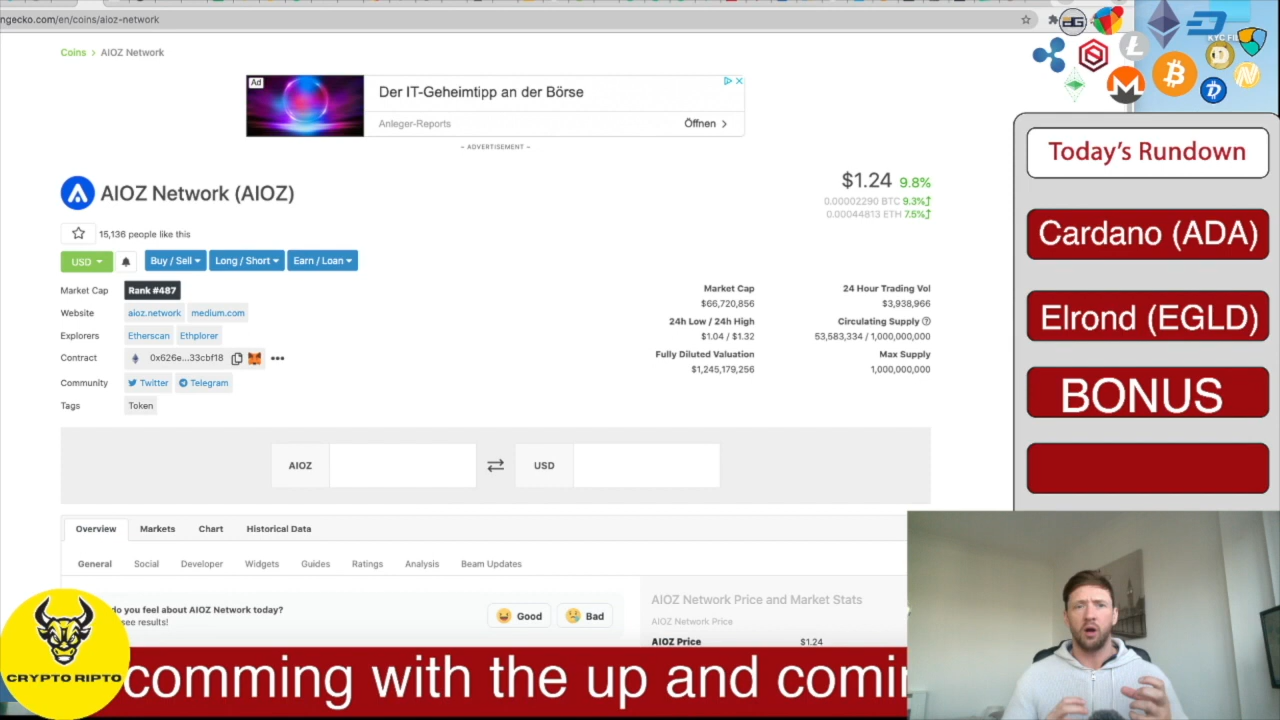 ngecko.com/en/coins/aioz-network
Coins > AIOZ Network
Ad
Der IT-Geheimtipp an der Börse
Anleger-Reports
Öffnen >
– ADVERTISEMENT –
AIOZ Network (AIOZ)
$1.24 9.8%
0.00002290 BTC 9.3%
0.00044813 ETH 7.5%
15,136 people like this
USD
Buy / Sell
Long / Short
Earn / Loan
Market Cap Rank #487
Website aioz.network medium.com
Explorers Etherscan Ethplorer
Contract 0x626e...33cbf18 •••
Community Twitter Telegram
Tags Token
Market Cap
$66,720,856
24h Low / 24h High
$1.04 / $1.32
Fully Diluted Valuation
$1,245,179,256
24 Hour Trading Vol
$3,938,966
Circulating Supply
53,583,334 / 1,000,000,000
Max Supply
1,000,000,000
AIOZ
USD
Overview Markets Chart Historical Data
General Social Developer Widgets Guides Ratings Analysis Beam Updates
do you feel about AIOZ Network today?
see results!
Good
Bad
AIOZ Network Price and Market Stats
AIOZ Network Price
AIOZ Price $1.24
Today's Rundown
Cardano (ADA)
Elrond (EGLD)
BONUS
CRYPTO RIPTO
comming with the up and comin